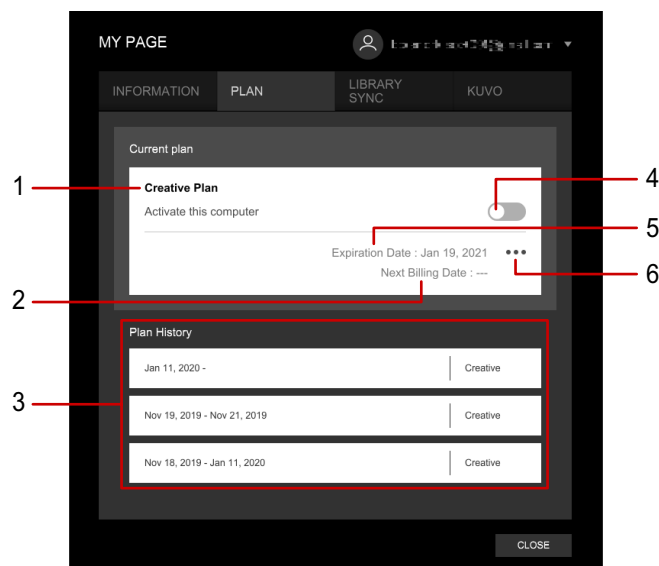 MY PAGE
INFORMATION
PLAN
LIBRARY
SYNC
KUVO
Current plan
1
Creative Plan
4
Activate this computer
5
Expiration Date : Jan 19, 2021
6
Next Billing Date : ---
2
Plan History
Jan 11, 2020 -
Creative
3
Nov 19, 2019 - Nov 21, 2019
Creative
Nov 18, 2019 - Jan 11, 2020
Creative
CLOSE